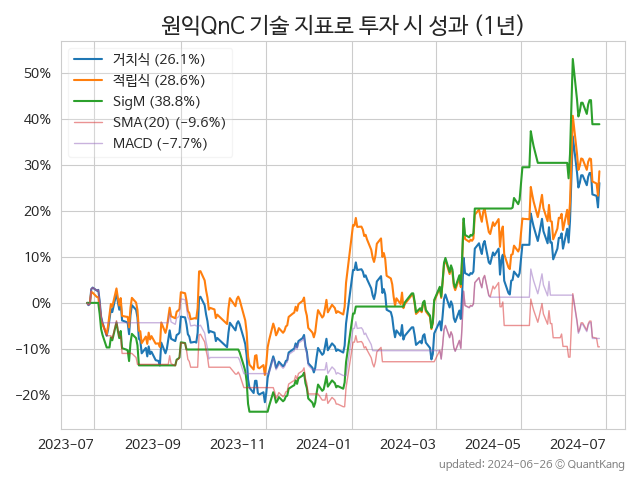 원익QnC 기술 지표로 투자 시 성과 (1년)
거치식 (26.1%)
적립식 (28.6%)
SigM (38.8%)
SMA(20) (−9.6%)
MACD (−7.7%)
50%
40%
30%
20%
10%
0%
−10%
−20%
2023-07 2023-09 2023-11 2024-01 2024-03 2024-05 2024-07
updated: 2024-06-26 © QuantKang